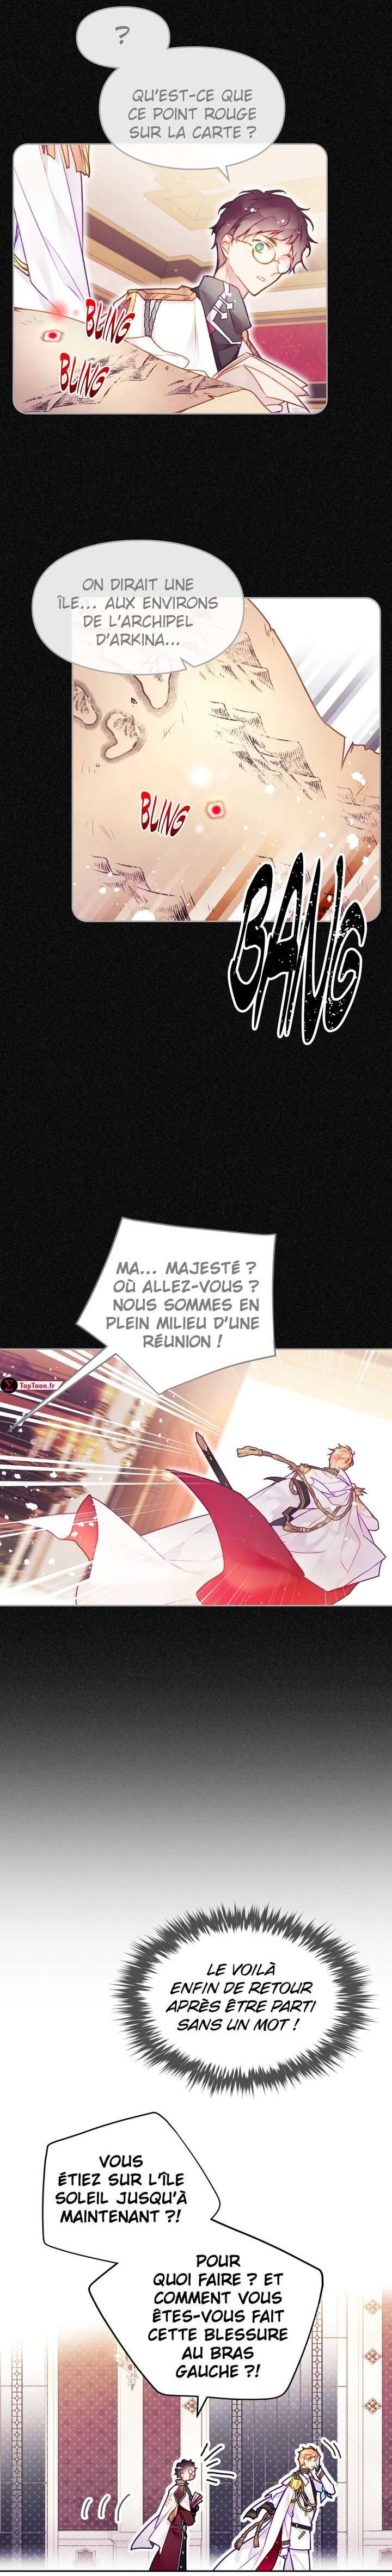 ?
QU'EST-CE QUE
CE POINT ROUGE
SUR LA CARTE ?
BLING
BLING
ON DIRAIT UNE
ÎLE... AUX ENVIRONS
DE L'ARCHIPEL
D'ARKINA...
BLING
BANG
MA... MAJESTÉ ?
OÙ ALLEZ-VOUS ?
NOUS SOMMES EN
PLEIN MILIEU D'UNE
RÉUNION !
TopToon.fr
LE VOILÀ
ENFIN DE RETOUR
APRÈS ÊTRE PARTI
SANS UN MOT !
VOUS
ÉTIEZ SUR L'ÎLE
SOLEIL JUSQU'À
MAINTENANT ?!
POUR
QUOI FAIRE ? ET
COMMENT VOUS
ÊTES-VOUS FAIT
CETTE BLESSURE
AU BRAS
GAUCHE ?!